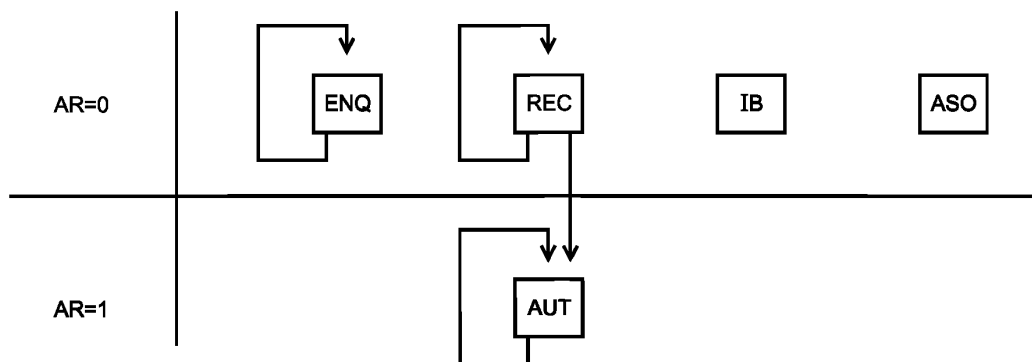 AR=0
ENQ
REC
IB
ASO
AR=1
AUT